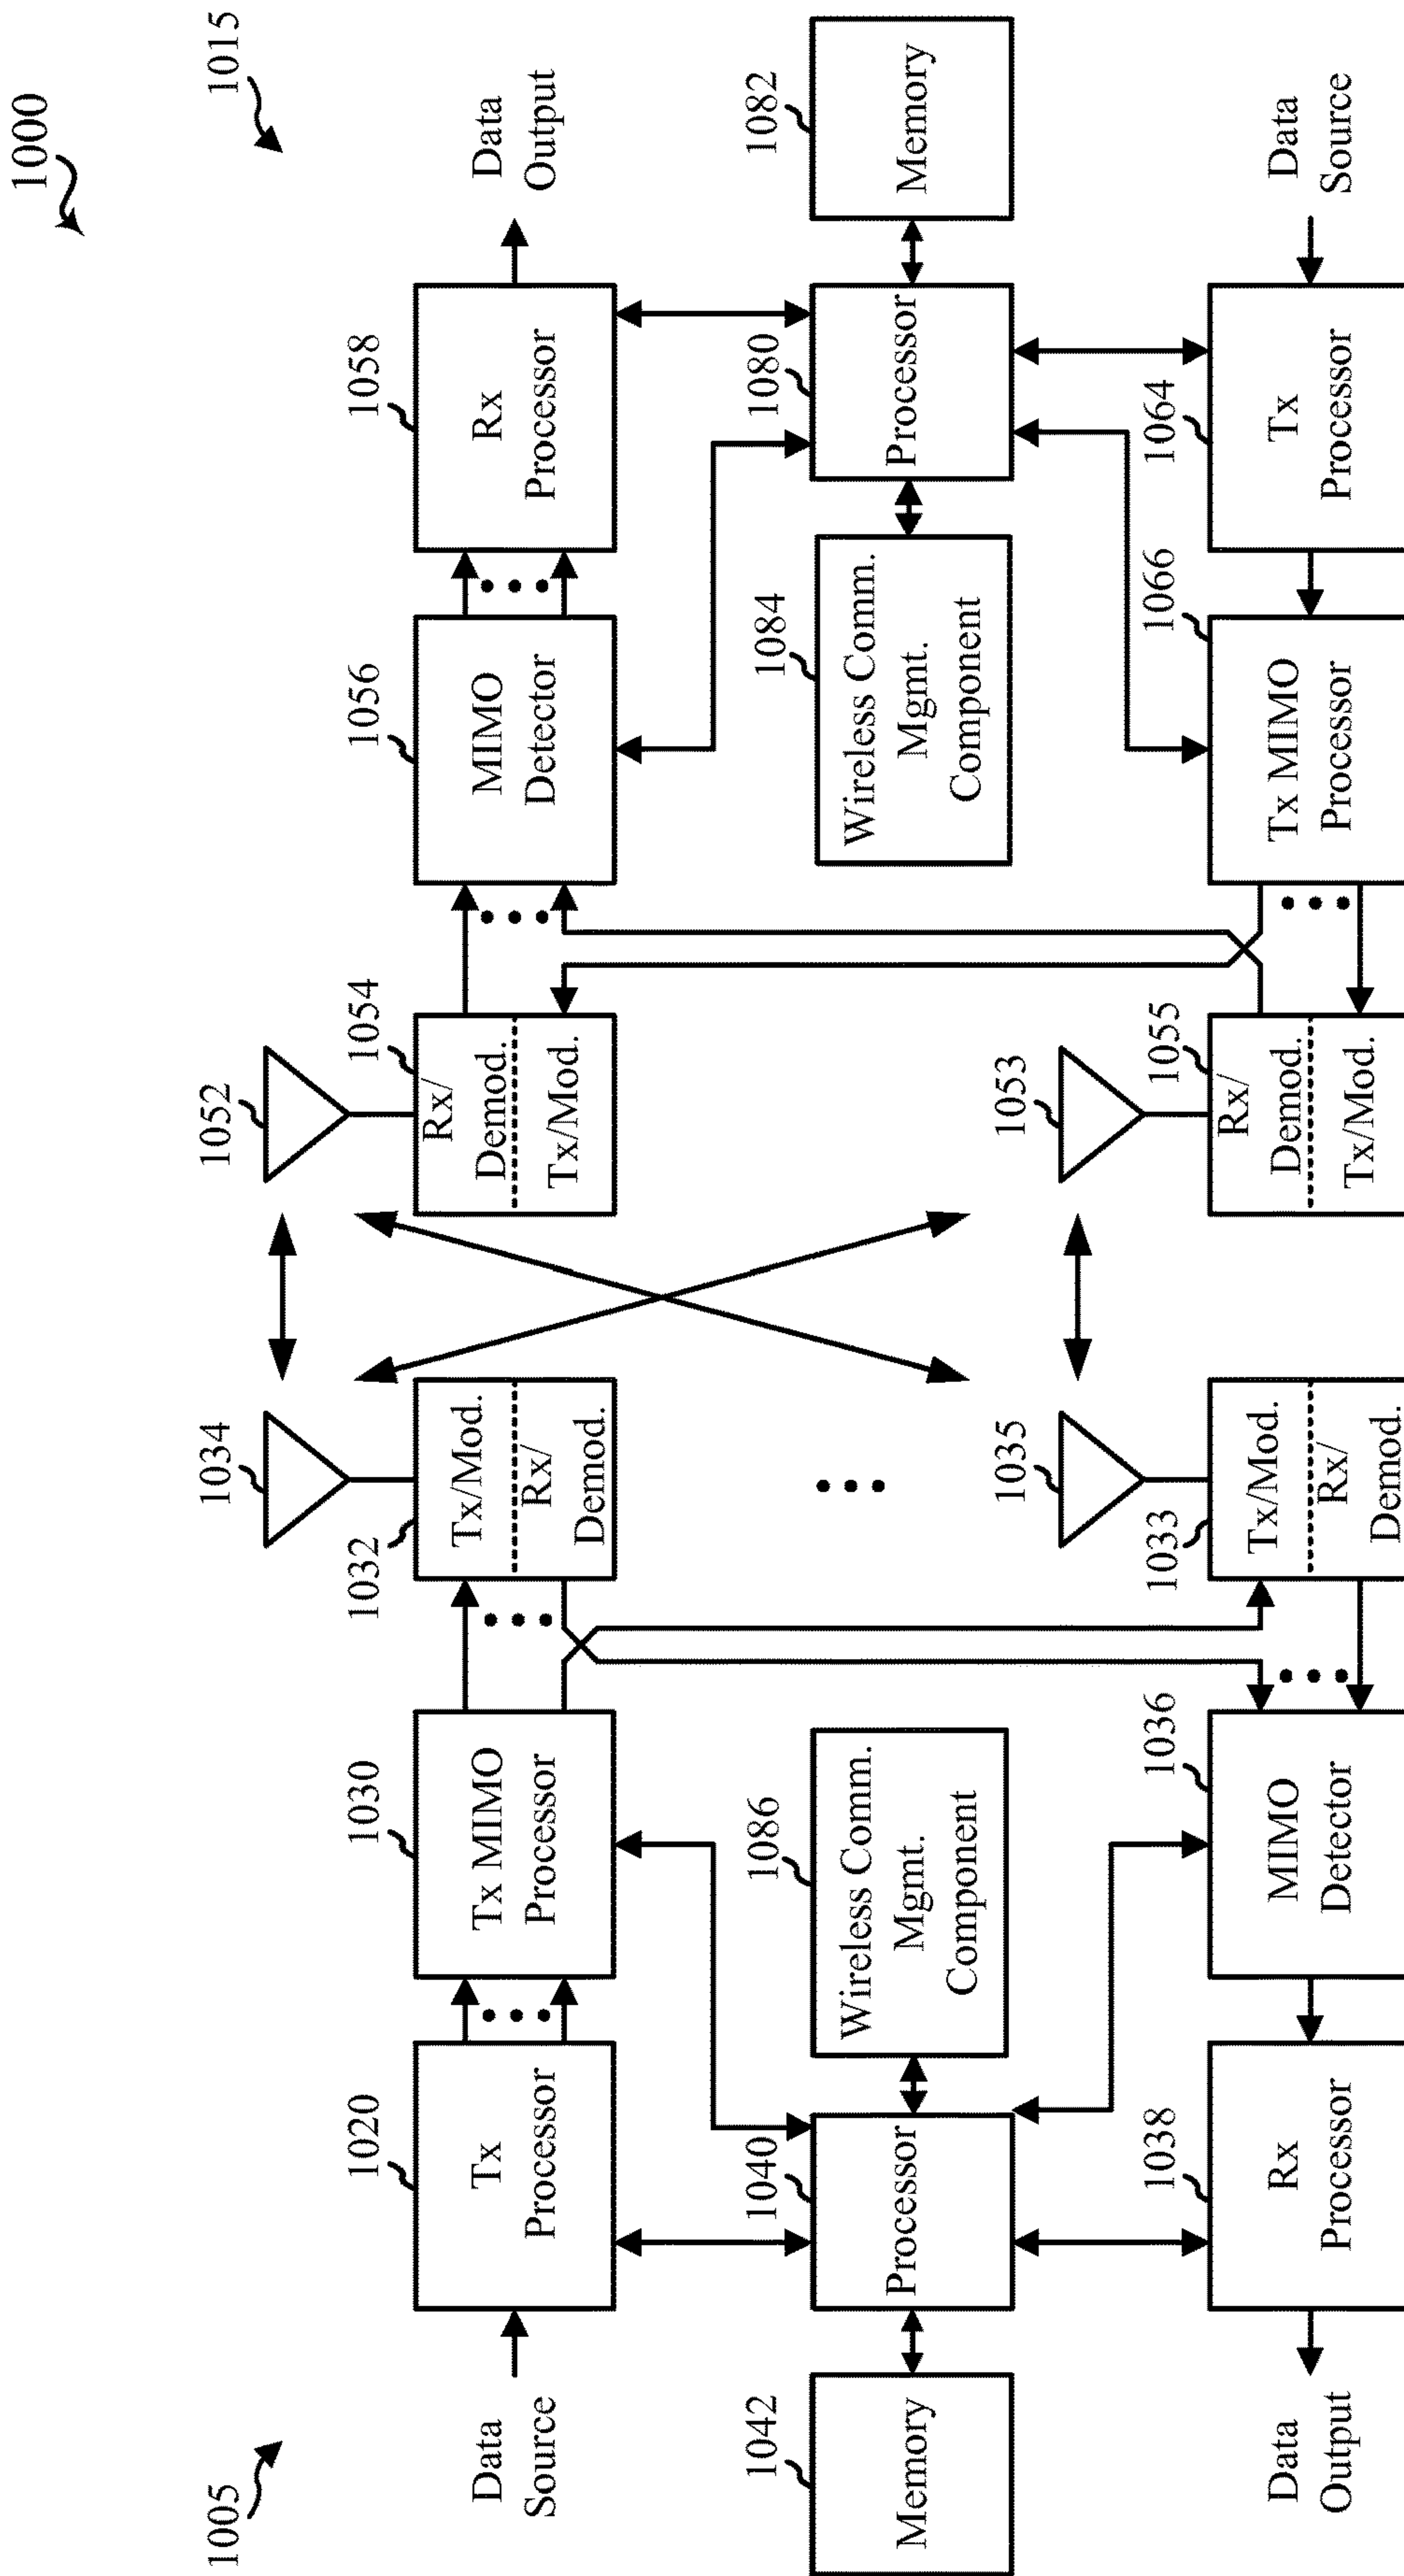 1000
1005
1015
1034
1052
1020
1030
1032
1054
1056
1058
Data
Source
Tx
Processor
Tx MIMO
Processor
Tx/Mod.
Rx/
Demod.
Rx/
Demod.
Tx/Mod.
MIMO
Detector
Rx
Processor
Data
Output
1042
1040
1086
1084
1080
1082
Memory
Processor
Wireless Comm.
Mgmt.
Component
Wireless Comm.
Mgmt.
Component
Processor
Memory
1035
1053
1038
1036
1033
1055
1066
1064
Data
Output
Rx
Processor
MIMO
Detector
Tx/Mod.
Rx/
Demod.
Rx/
Demod.
Tx/Mod.
Tx MIMO
Processor
Tx
Processor
Data
Source